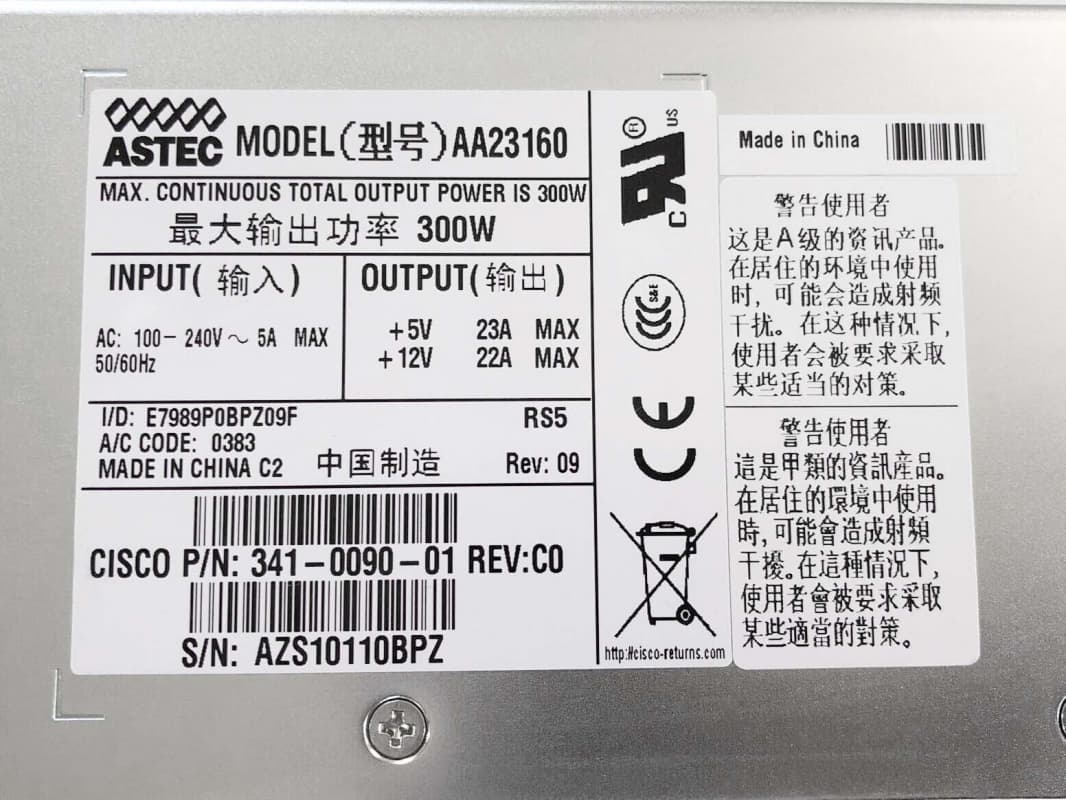 ASTEC MODEL(型号)AA23160
MAX. CONTINUOUS TOTAL OUTPUT POWER IS 300W
最大输出功率 300W
INPUT( 输入 )
AC: 100- 240V～ 5A MAX
50/60Hz
OUTPUT( 输出 )
+5V 23A MAX
+12V 22A MAX
I/D: E7989P0BPZ09F RS5
A/C CODE: 0383
MADE IN CHINA C2 中国制造 Rev: 09
CISCO P/N: 341-0090-01 REV:C0
S/N: AZS10110BPZ
® US
C
S&E
CE
http://cisco-returns.com
Made in China
警告使用者
这是A级的资讯产品。
在居住的环境中使用
时，可能会造成射频
干扰。在这种情况下，
使用者会被要求采取
某些适当的对策。
警告使用者
這是甲類的資訊産品。
在居住的環境中使用
時，可能會造成射頻
干擾。在這種情況下，
使用者會被要求采取
某些適當的對策。